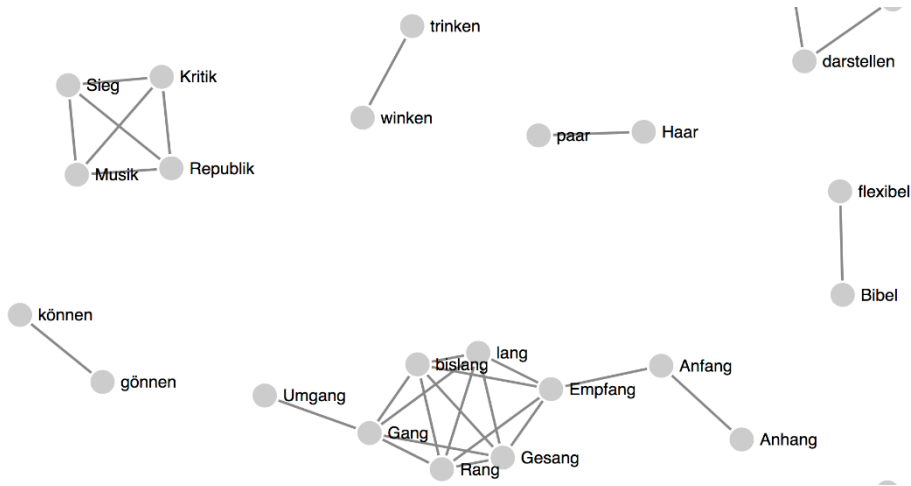 trinken
darstellen
Sieg
Kritik
winken
paar
Haar
Musik
Republik
flexibel
Bibel
können
gönnen
bislang
lang
Anfang
Umgang
Empfang
Gang
Anhang
Rang
Gesang